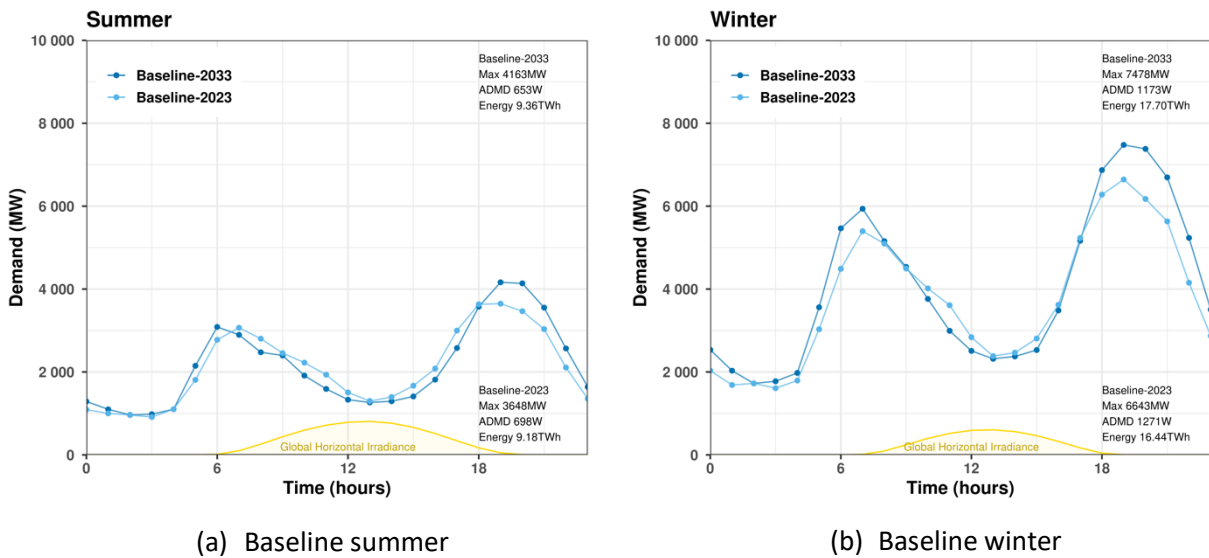 Summer
10 000
8 000
6 000
4 000
2 000
0
Demand (MW)
Baseline-2033
Baseline-2023
Baseline-2033
Max 4163MW
ADMD 653W
Energy 9.36TWh
Baseline-2023
Max 3648MW
ADMD 698W
Energy 9.18TWh
Global Horizontal Irradiance
0 6 12 18
Time (hours)
(a) Baseline summer
Winter
10 000
8 000
6 000
4 000
2 000
0
Demand (MW)
Baseline-2033
Baseline-2023
Baseline-2033
Max 7478MW
ADMD 1173W
Energy 17.70TWh
Baseline-2023
Max 6643MW
ADMD 1271W
Energy 16.44TWh
Global Horizontal Irradiance
0 6 12 18
Time (hours)
(b) Baseline winter